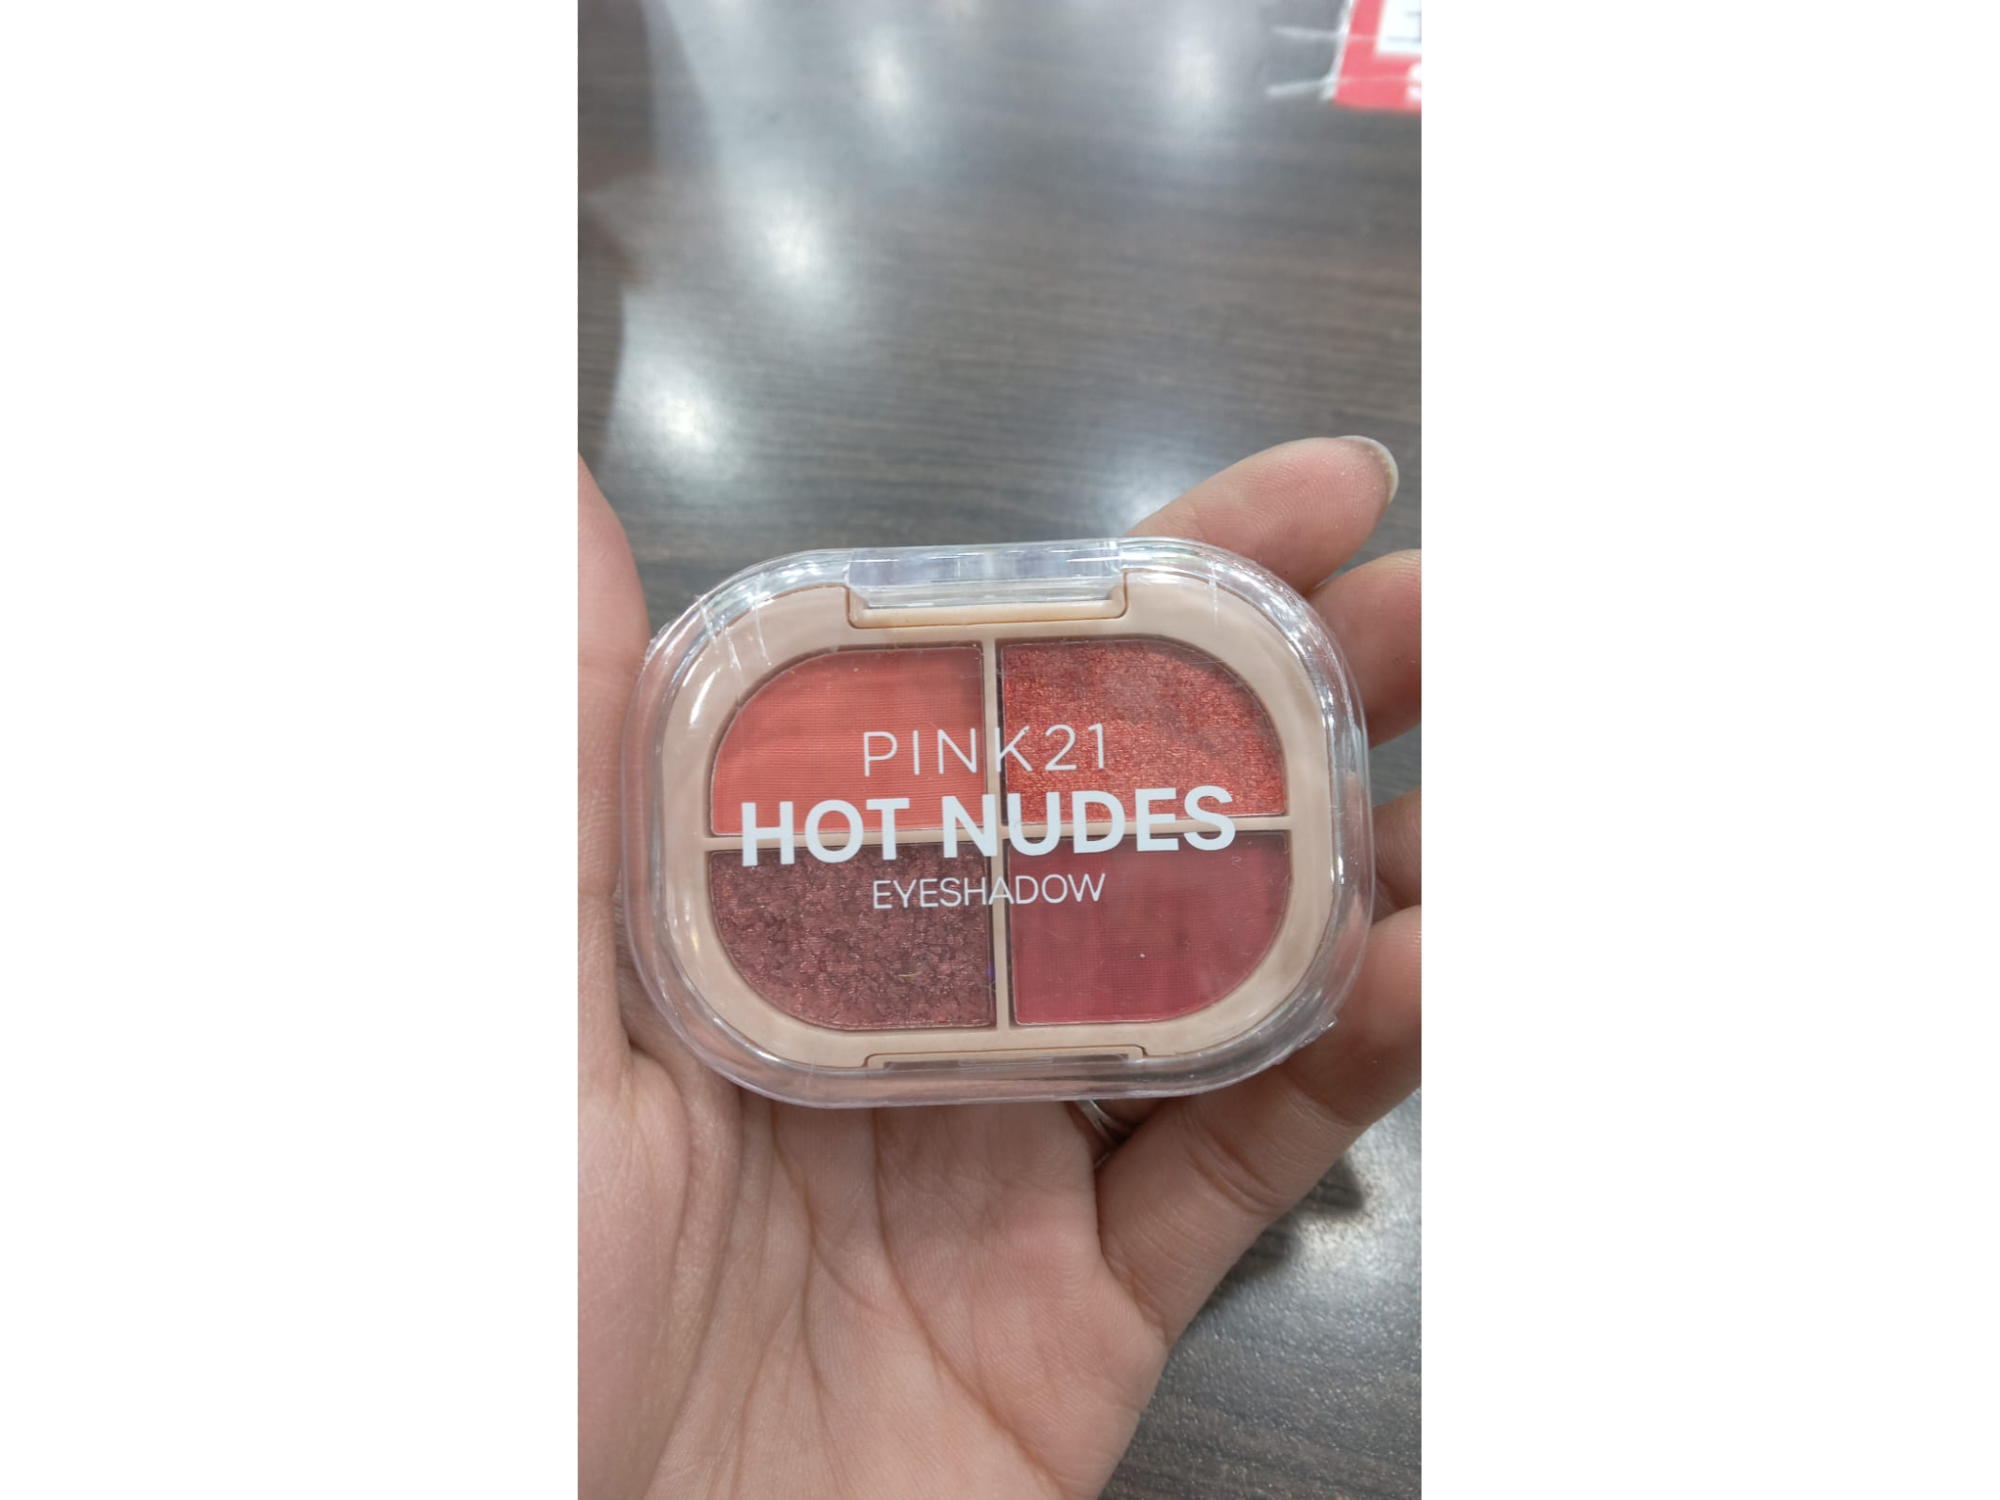 PINK21
HOT NUDES
EYESHADOW